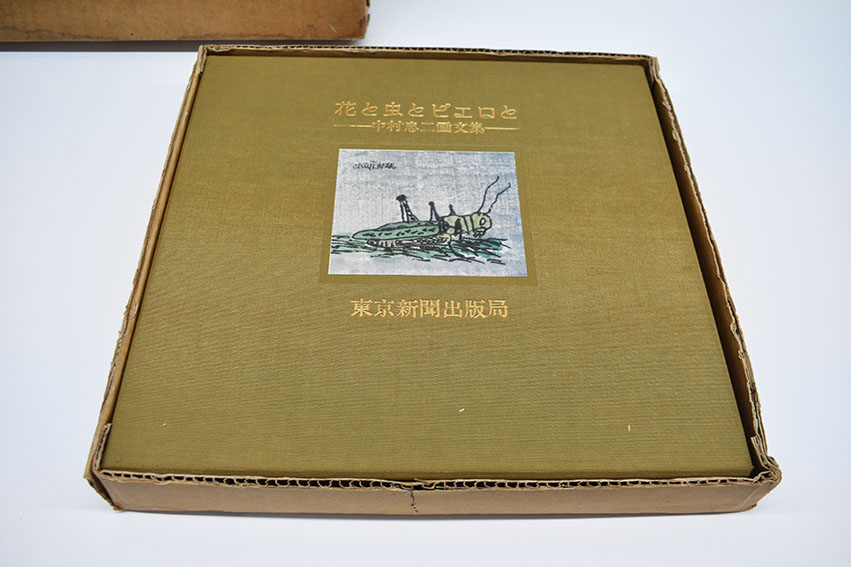 花と虫とピエロと
中村忠二画文集
東京新聞出版局